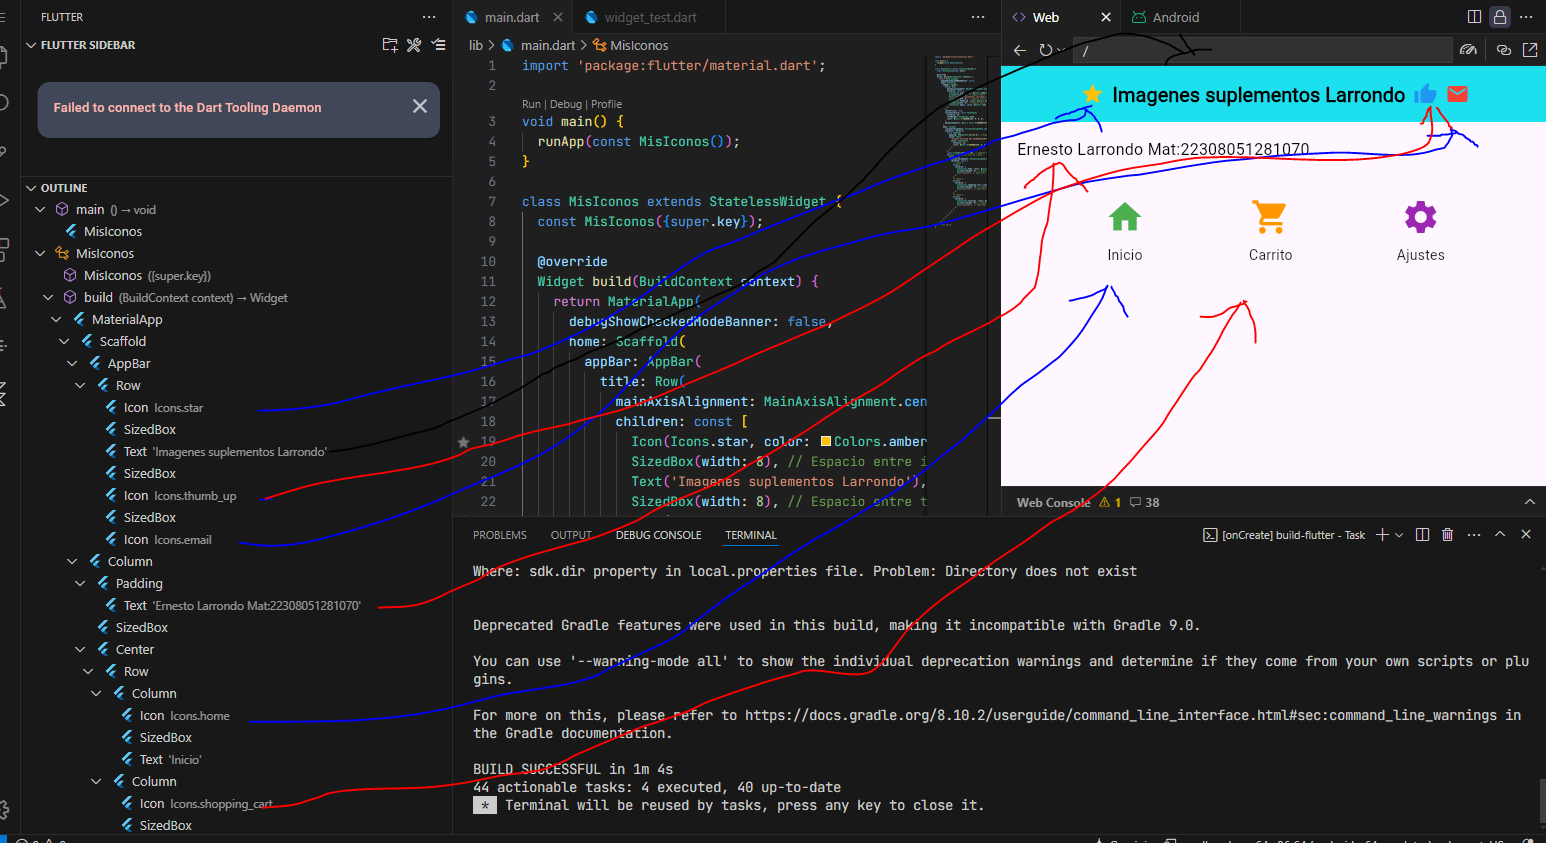 FLUTTER
FLUTTER SIDEBAR
Failed to connect to the Dart Tooling Daemon
OUTLINE
main () → void
MisIconos
MisIconos
MisIconos ({super.key})
build (BuildContext context) → Widget
MaterialApp
Scaffold
AppBar
Row
Icon Icons.star
SizedBox
Text 'Imagenes suplementos Larrondo'
SizedBox
Icon Icons.thumb_up
SizedBox
Icon Icons.email
Column
Padding
Text 'Ernesto Larrondo Mat:22308051281070'
SizedBox
Center
Row
Column
Icon Icons.home
SizedBox
Text 'Inicio'
Column
Icon Icons.shopping_cart
SizedBox
main.dart
widget_test.dart
lib > main.dart > MisIconos
1 import 'package:flutter/material.dart';
2
Run | Debug | Profile
3 void main() {
4 runApp(const MisIconos());
5 }
6
7 class MisIconos extends StatelessWidget {
8 const MisIconos({super.key});
9
10 @override
11 Widget build(BuildContext context) {
12 return MaterialApp(
13 debugShowCheckedModeBanner: false,
14 home: Scaffold(
15 appBar: AppBar(
16 title: Row(
17 mainAxisAlignment: MainAxisAlignment.cen
18 children: const [
19 Icon(Icons.star, color: Colors.amber
20 SizedBox(width: 8), // Espacio entre i
21 Text('Imagenes suplementos Larrondo'),
22 SizedBox(width: 8), // Espacio entre t
Web
Android
/
Imagenes suplementos Larrondo
Ernesto Larrondo Mat:22308051281070
Inicio Carrito Ajustes
Web Console 1 38
PROBLEMS OUTPUT DEBUG CONSOLE TERMINAL
[onCreate] build-flutter - Task
Where: sdk.dir property in local.properties file. Problem: Directory does not exist
Deprecated Gradle features were used in this build, making it incompatible with Gradle 9.0.
You can use '--warning-mode all' to show the individual deprecation warnings and determine if they come from your own scripts or plu
gins.
For more on this, please refer to https://docs.gradle.org/8.10.2/userguide/command_line_interface.html#sec:command_line_warnings in
the Gradle documentation.
BUILD SUCCESSFUL in 1m 4s
44 actionable tasks: 4 executed, 40 up-to-date
* Terminal will be reused by tasks, press any key to close it.